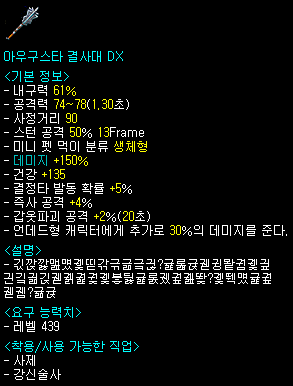 아우구스타 결사대 DX
<기본 정보>
- 내구력 61%
- 공격력 74~78(1.30초)
- 사정거리 90
- 스턴 공격 50% 13Frame
- 미니 펫 먹이 분류 생체형
- 데미지 +150%
- 건강 +135
- 결정타 발동 확률 +5%
- 즉사 공격 +4%
- 갑옷파괴 공격 +2%(20초)
- 언데드형 캐릭터에게 추가로 30%의 데미지를 준다.
<설명>
<요구 능력치>
- 레벨 439
<착용/사용 가능한 직업>
- 사제
- 강신술사